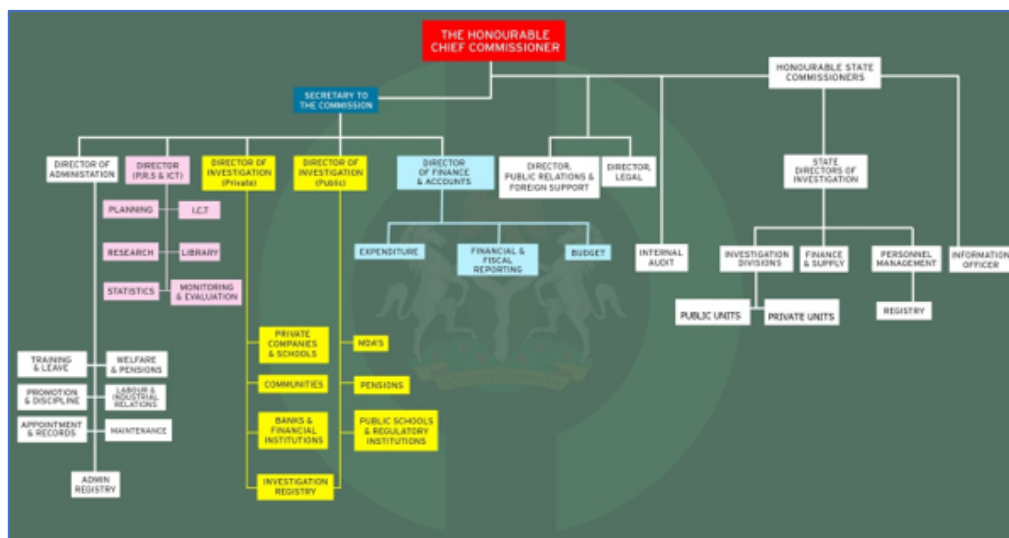 THE HONOURABLE
CHIEF COMMISSIONER
HONOURABLE STATE
COMMISSIONERS
SECRETARY TO
THE COMMISSION
DIRECTOR OF
ADMINISTATION
DIRECTOR
(P.R.S & ICT)
DIRECTOR OF
INVESTIGATION
(Private)
DIRECTOR OF
INVESTIGATION
(Public)
DIRECTOR
OF FINANCE
& ACCOUNTS
DIRECTOR,
PUBLIC RELATIONS &
FOREIGN SUPPORT
DIRECTOR,
LEGAL
STATE
DIRECTORS OF
INVESTIGATION
PLANNING
I.C.T
RESEARCH
LIBRARY
STATISTICS
MONITORING
& EVALUATION
EXPENDITURE
FINANCIAL &
FISCAL
REPORTING
BUDGET
INTERNAL
AUDIT
INVESTIGATION
DIVISIONS
FINANCE
& SUPPLY
PERSONNEL
MANAGEMENT
INFORMATION
OFFICER
PUBLIC UNITS
PRIVATE UNITS
REGISTRY
PRIVATE
COMPANIES
& SCHOOLS
MDA'S
TRAINING
& LEAVE
WELFARE
& PENSIONS
COMMUNITIES
PENSIONS
PROMOTION
& DISCIPLINE
LABOUR &
INDUSTRIAL
RELATIONS
BANKS &
FINANCIAL
INSTITUTIONS
PUBLIC SCHOOLS
& REGULATORY
INSTITUTIONS
APPOINTMENT
& RECORDS
MAINTENANCE
ADMIN
REGISTRY
INVESTIGATION
REGISTRY